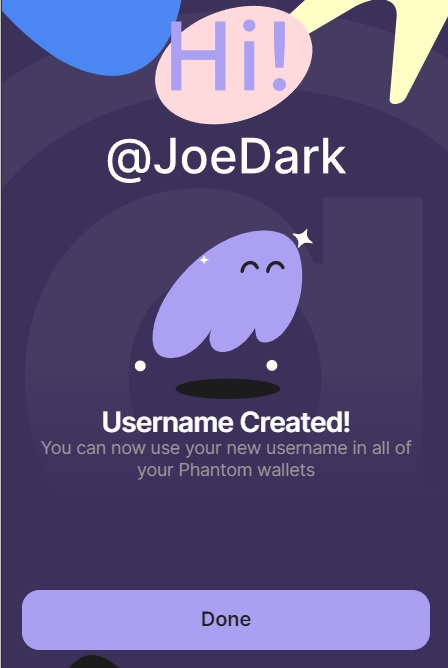 Hi!
@JoeDark
Username Created!
You can now use your new username in all of
your Phantom wallets
Done